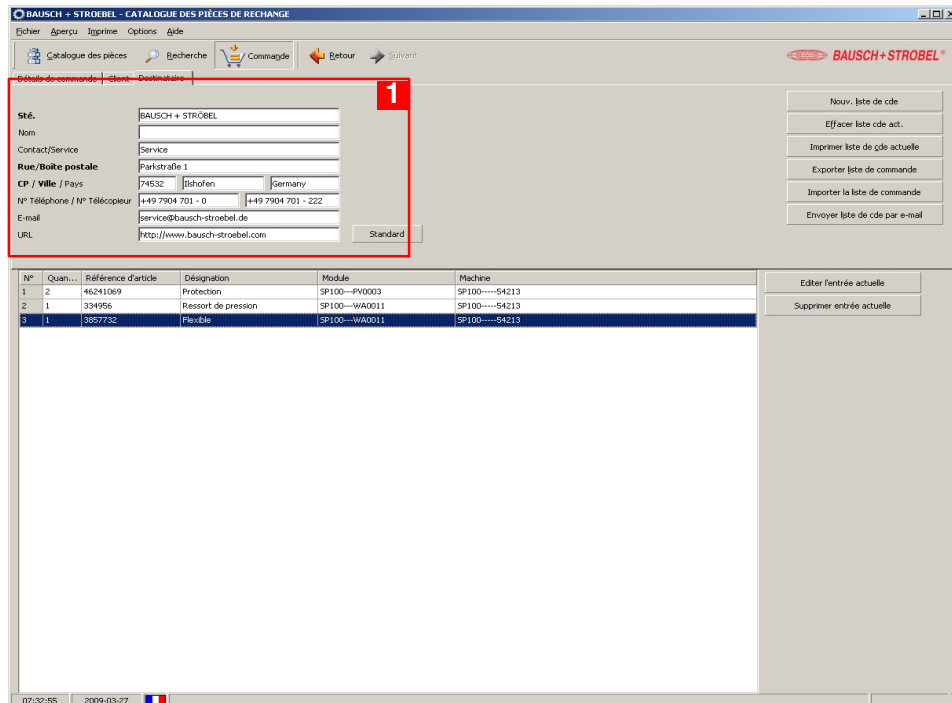 BAUSCH + STROEBEL - CATALOGUE DES PIÈCES DE RECHANGE
Fichier Aperçu Imprime Options Aide
Catalogue des pièces Recherche Commande Retour Suivant
BAUSCH+STRÖBEL®
Détails de commande Client Destinataire
1
Sté. BAUSCH + STRÖBEL
Nom
Contact/Service Service
Rue/Boîte postale Parkstraße 1
CP / Ville / Pays 74532 Ilshofen Germany
N° Téléphone / N° Télécopieur +49 7904 701 - 0 +49 7904 701 - 222
E-mail service@bausch-stroebel.de
URL http://www.bausch-stroebel.com Standard
Nouv. liste de cde
Effacer liste cde act.
Imprimer liste de cde actuelle
Exporter liste de commande
Importer la liste de commande
Envoyer liste de cde par e-mail
N° Quan... Référence d'article Désignation Module Machine
1 2 46241069 Protection SP100---PV0003 SP100-----54213
2 1 334956 Ressort de pression SP100---WA0011 SP100-----54213
3 1 3857732 Flexible SP100---WA0011 SP100-----54213
Editer l'entrée actuelle
Supprimer entrée actuelle
07:32:55 2009-03-27